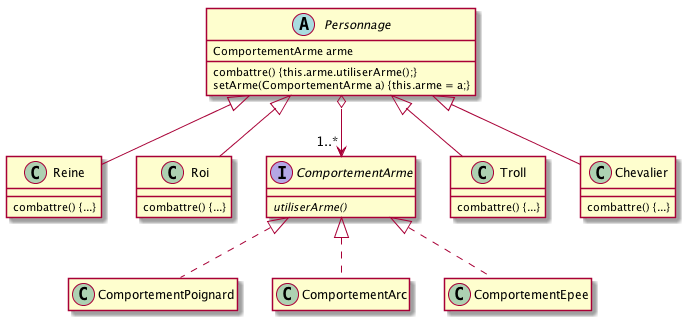 A Personnage
ComportementArme arme
combattre() {this.arme.utiliserArme();}
setArme(ComportementArme a) {this.arme = a;}
1..*
C Reine
combattre() {...}
C Roi
combattre() {...}
I ComportementArme
utiliserArme()
C Troll
combattre() {...}
C Chevalier
combattre() {...}
C ComportementPoignard
C ComportementArc
C ComportementEpee